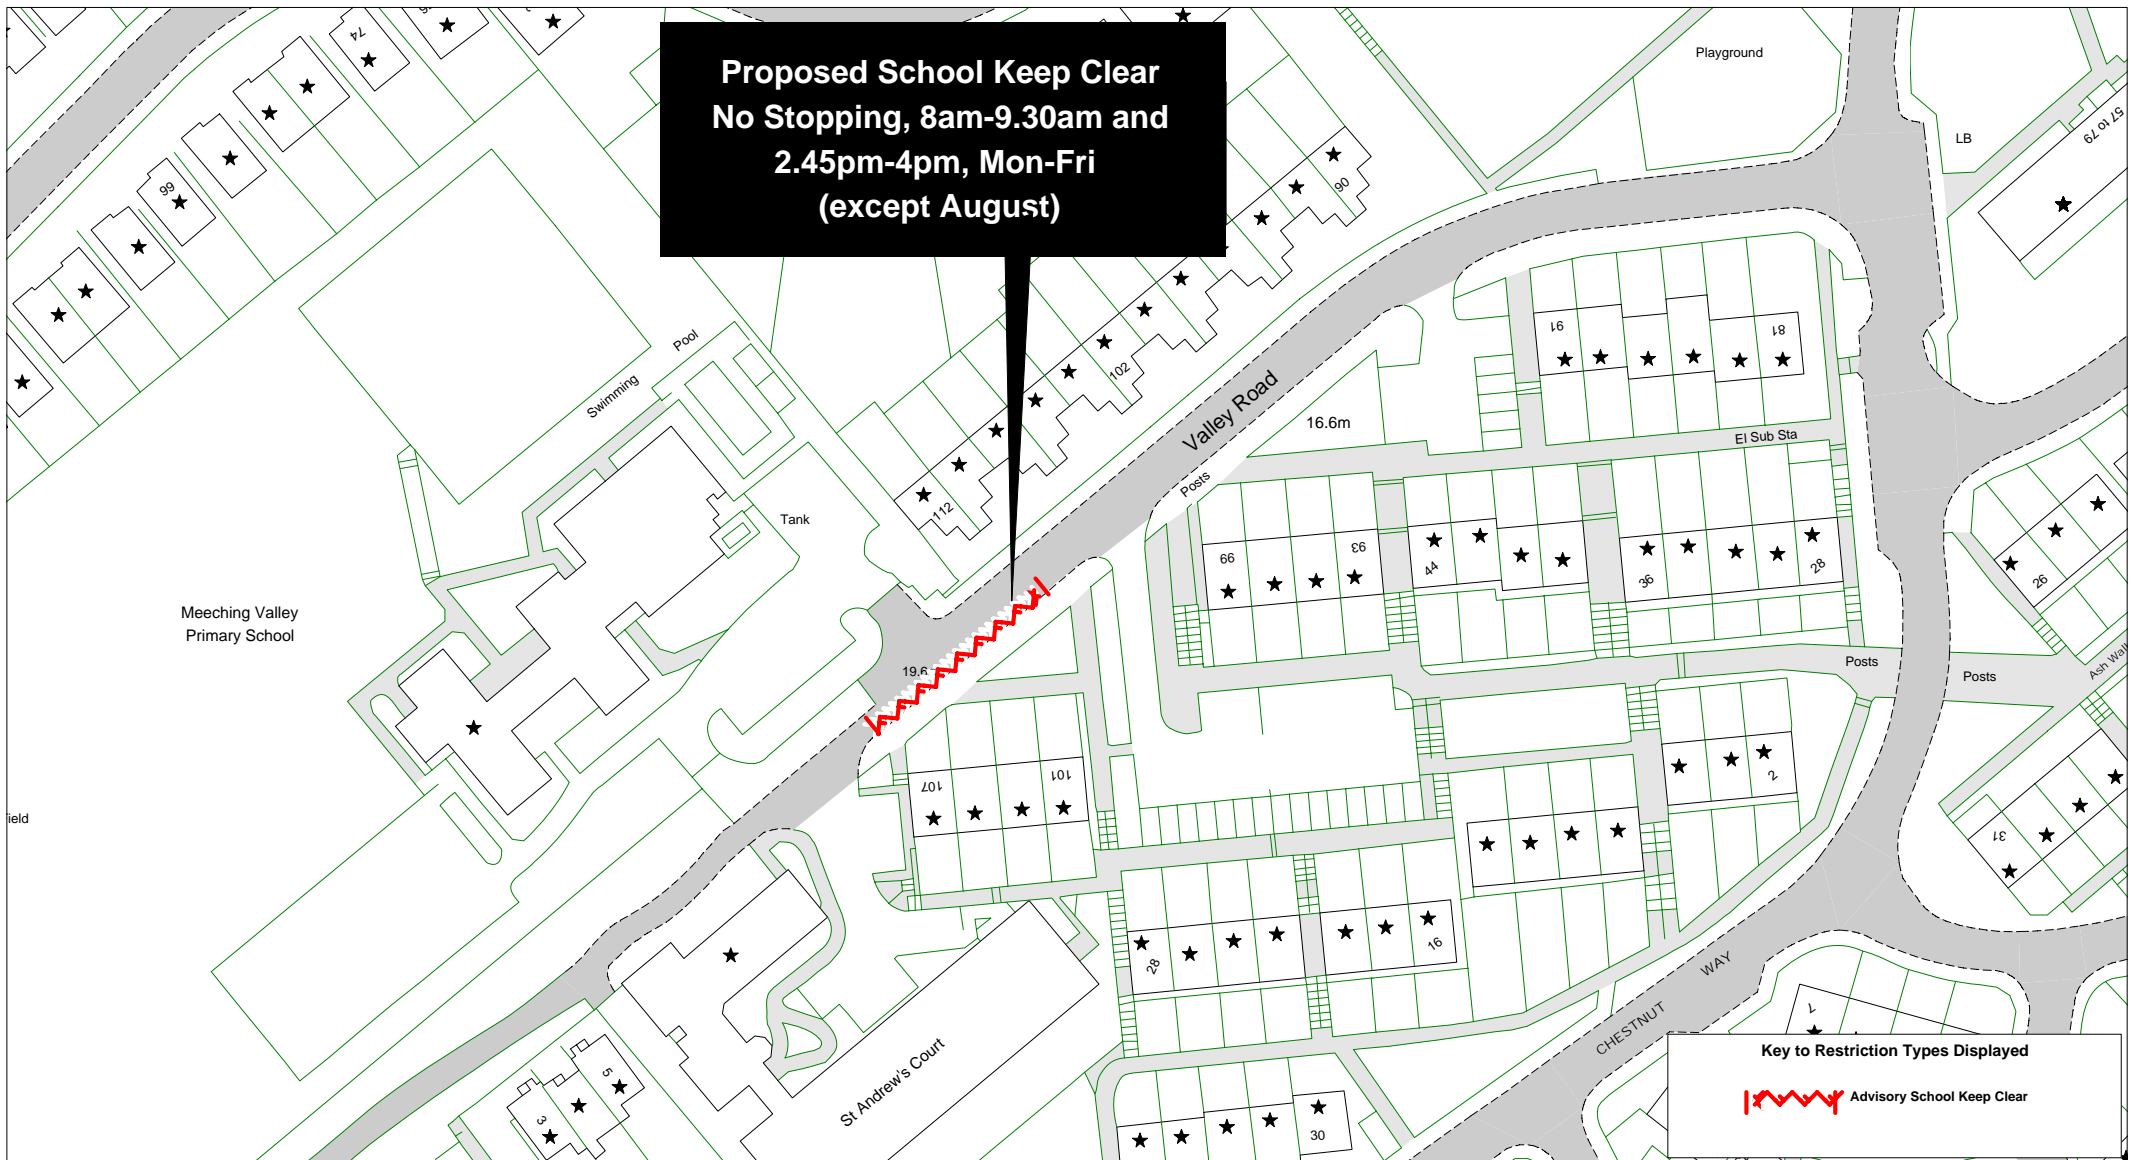 Proposed School Keep Clear
No Stopping, 8am-9.30am and
2.45pm-4pm, Mon-Fri
(except August)
74
66
Playground
LB
57 to 79
90
102
112
Swimming
Pool
Tank
Valley Road
16.6m
Posts
91
81
El Sub Sta
99
93
44
36
28
26
Meeching Valley
Primary School
19.6
Posts
Posts
Ash Walk
107
101
2
31
ield
28
16
St Andrew's Court
CHESTNUT WAY
7
5
3
30
Key to Restriction Types Displayed
Advisory School Keep Clear